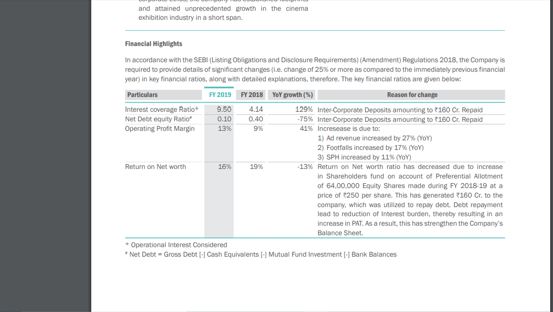 and attained unprecedented growth in the cinema
exhibition industry in a short span.
Financial Highlights
In accordance with the SEBI (Listing Obligations and Disclosure Requirements) (Amendment) Regulations 2018, the Company is
required to provide details of significant changes (i.e. change of 25% or more as compared to the immediately previous financial
year) in key financial ratios, along with detailed explanations, therefore. The key financial ratios are given below:
Particulars FY 2019 FY 2018 YoY growth (%) Reason for change
Interest coverage Ratio* 9.50 4.14 129% Inter-Corporate Deposits amounting to ₹160 Cr. Repaid
Net Debt equity Ratio# 0.10 0.40 -75% Inter-Corporate Deposits amounting to ₹160 Cr. Repaid
Operating Profit Margin 13% 9% 41% Incresease is due to:
1) Ad revenue increased by 27% (YoY)
2) Footfalls increased by 17% (YoY)
3) SPH increased by 11% (YoY)
Return on Net worth 16% 19% -13% Return on Net worth ratio has decreased due to increase
in Shareholders fund on account of Preferential Allotment
of 64,00,000 Equity Shares made during FY 2018-19 at a
price of ₹250 per share. This has generated ₹160 Cr. to the
company, which was utilized to repay debt. Debt repayment
lead to reduction of Interest burden, thereby resulting in an
increase in PAT. As a result, this has strengthen the Company's
Balance Sheet.
* Operational Interest Considered
# Net Debt = Gross Debt [-] Cash Equivalents [-] Mutual Fund Investment [-] Bank Balances